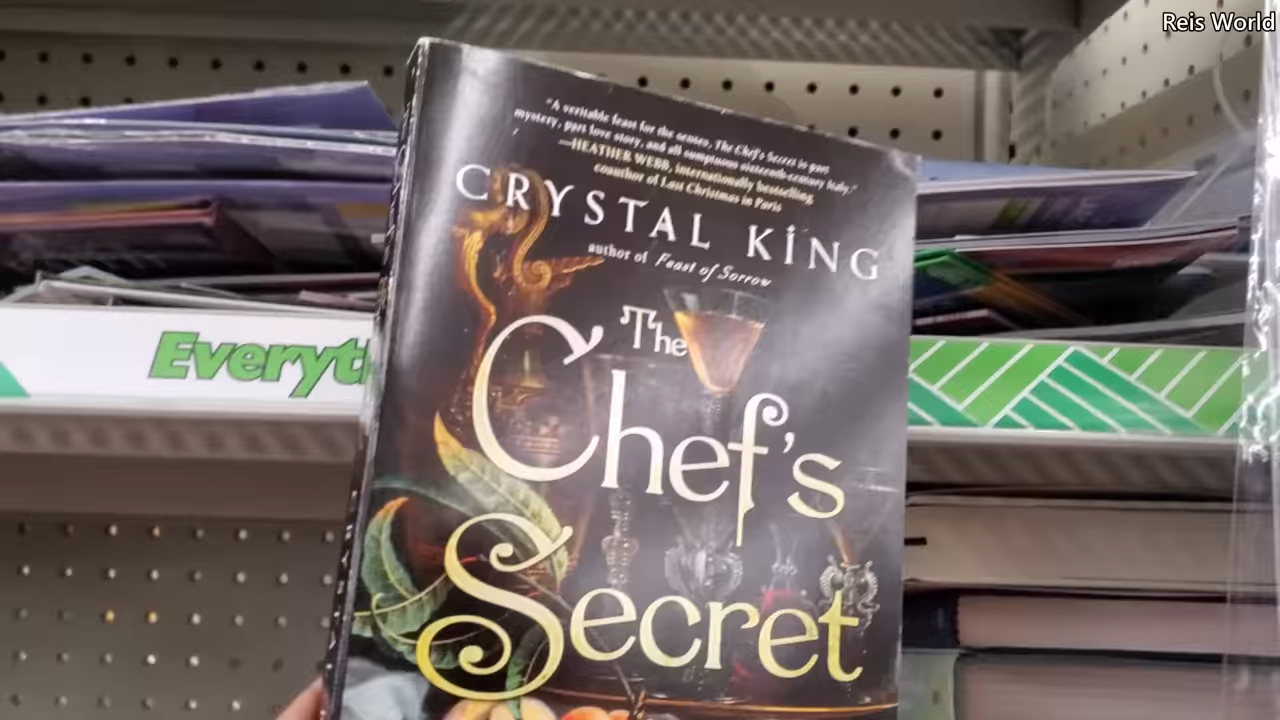 Reis World
"A veritable feast for the senses, The Chef's Secret is part
mystery, part love story, and all sumptuous sixteenth-century Italy."
—HEATHER WEBB, internationally bestselling
coauthor of Last Christmas in Paris
CRYSTAL KING
author of Feast of Sorrow
The
Chef's
Secret
Everyt